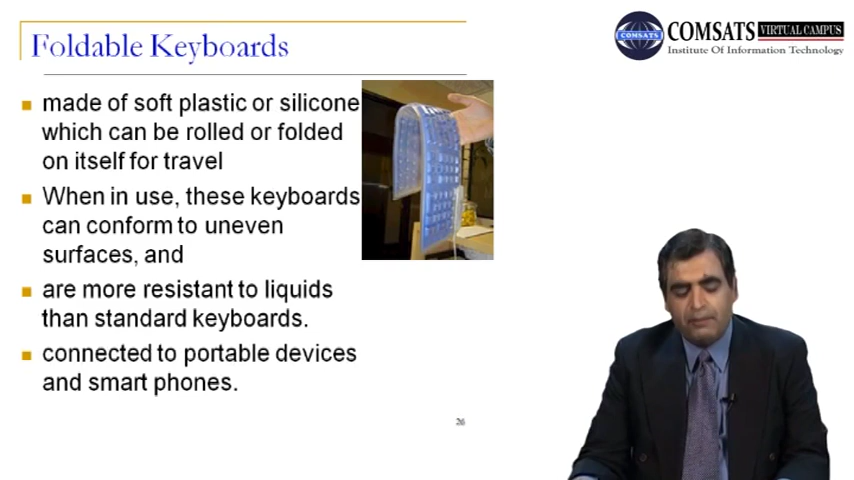 Foldable Keyboards
COMSATS
COMSATS VIRTUAL CAMPUS
Institute Of Information Technology
made of soft plastic or silicone
which can be rolled or folded
on itself for travel
When in use, these keyboards
can conform to uneven
surfaces, and
are more resistant to liquids
than standard keyboards.
connected to portable devices
and smart phones.
26